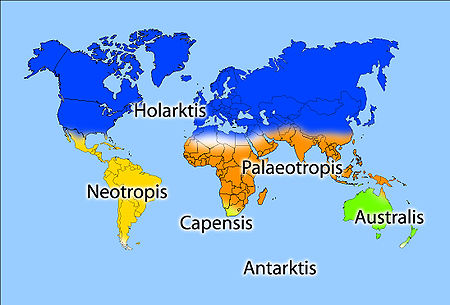 Holarktis
Palaeotropis
Neotropis
Capensis
Australis
Antarktis